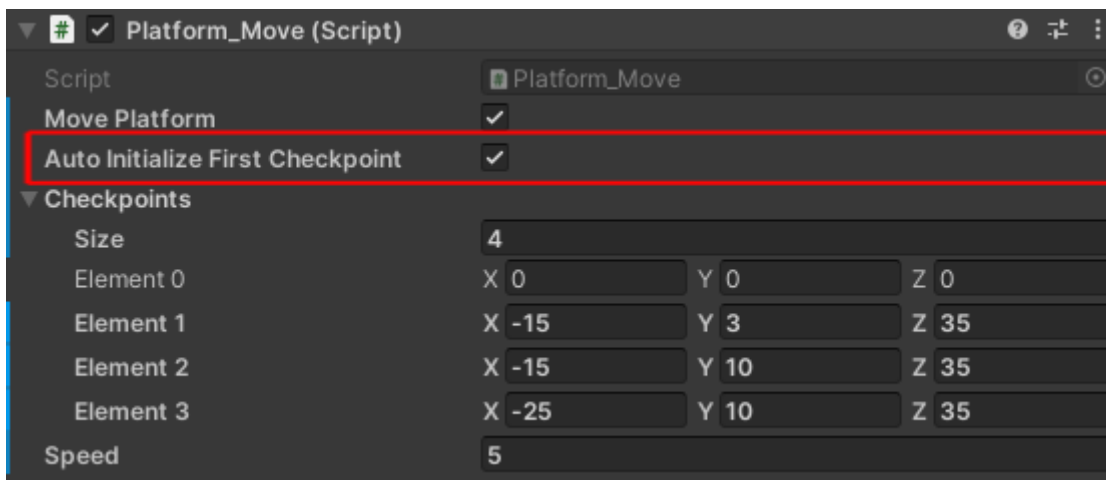 # Platform_Move (Script)
Script # Platform_Move
Move Platform
Auto Initialize First Checkpoint
Checkpoints
Size 4
Element 0 X 0 Y 0 Z 0
Element 1 X -15 Y 3 Z 35
Element 2 X -15 Y 10 Z 35
Element 3 X -25 Y 10 Z 35
Speed 5